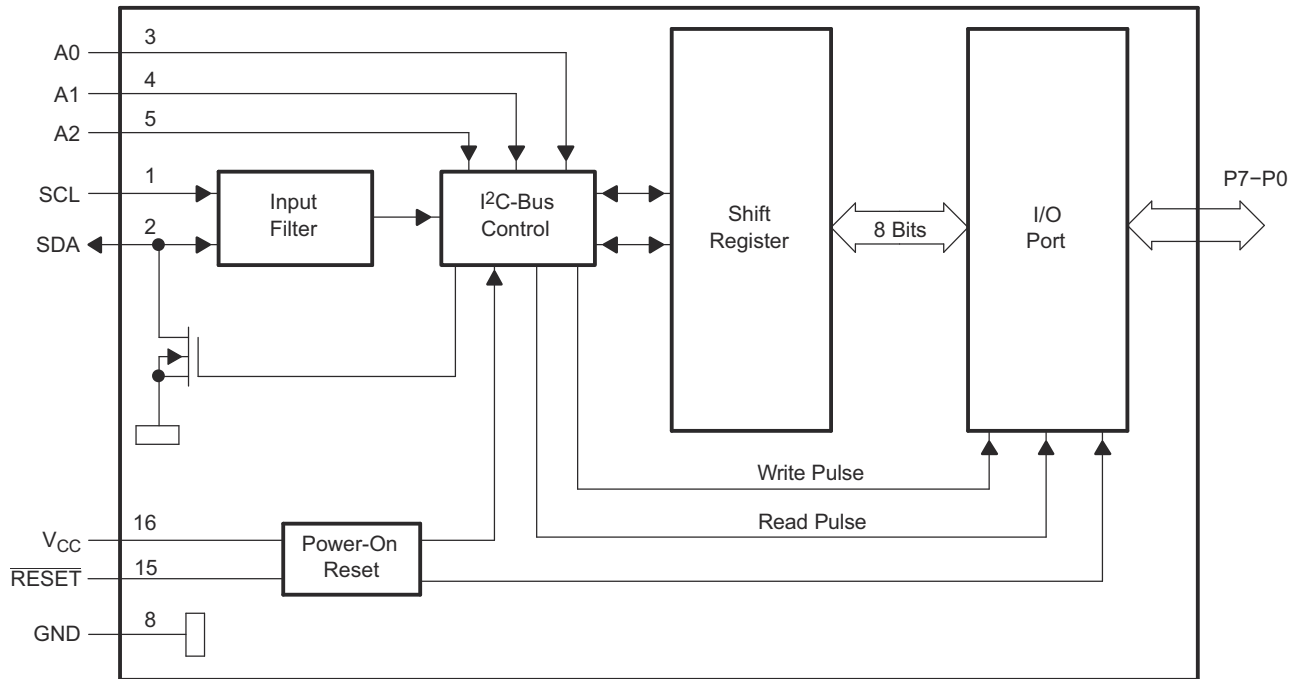 A0
3
A1
4
A2
5
SCL
1
SDA
2
Input
Filter
I²C-Bus
Control
Shift
Register
8 Bits
I/O
Port
P7−P0
Write Pulse
Read Pulse
VCC
16
RESET
15
Power-On
Reset
GND
8